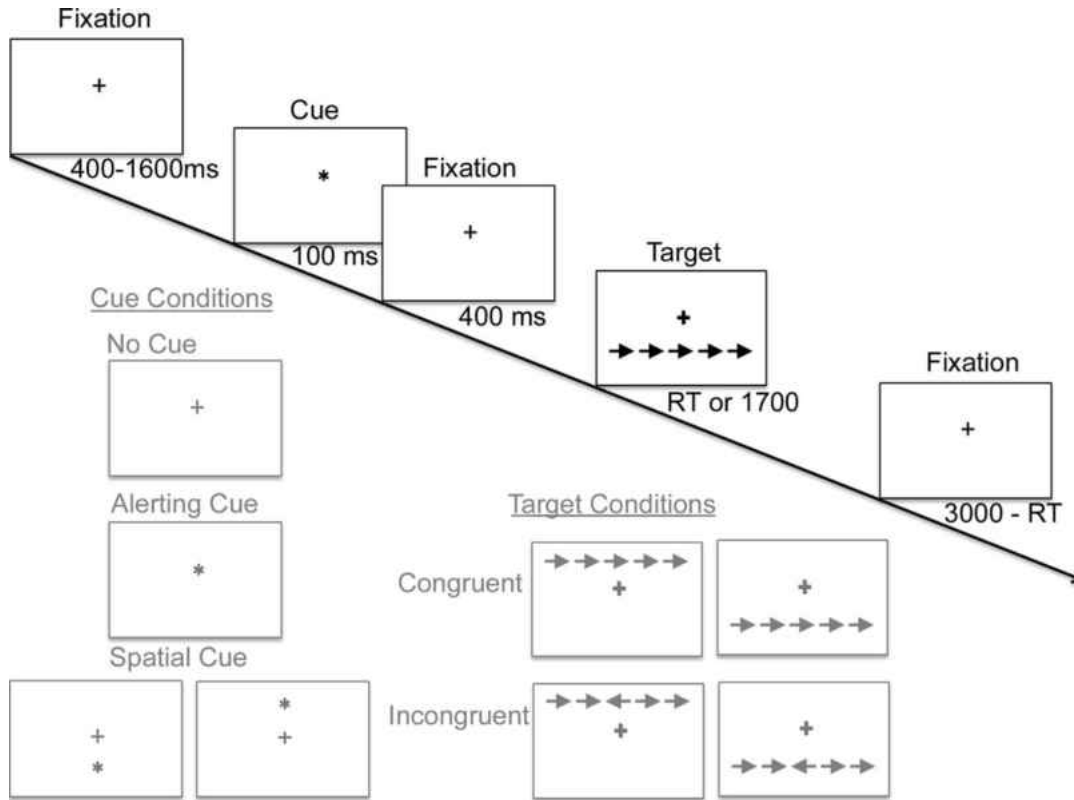 Fixation
400-1600ms
Cue
100 ms
Fixation
400 ms
Target
RT or 1700
Fixation
3000 - RT
Cue Conditions
No Cue
Alerting Cue
Spatial Cue
Target Conditions
Congruent
Incongruent